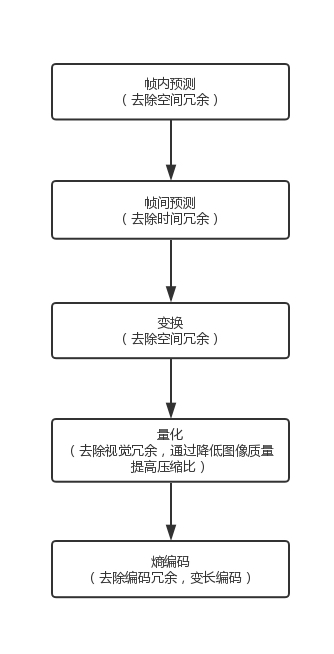 帧内预测
（去除空间冗余）
帧间预测
（去除时间冗余）
变换
（去除空间冗余）
量化
（去除视觉冗余，通过降低图像质量
提高压缩比）
熵编码
（去除编码冗余，变长编码）